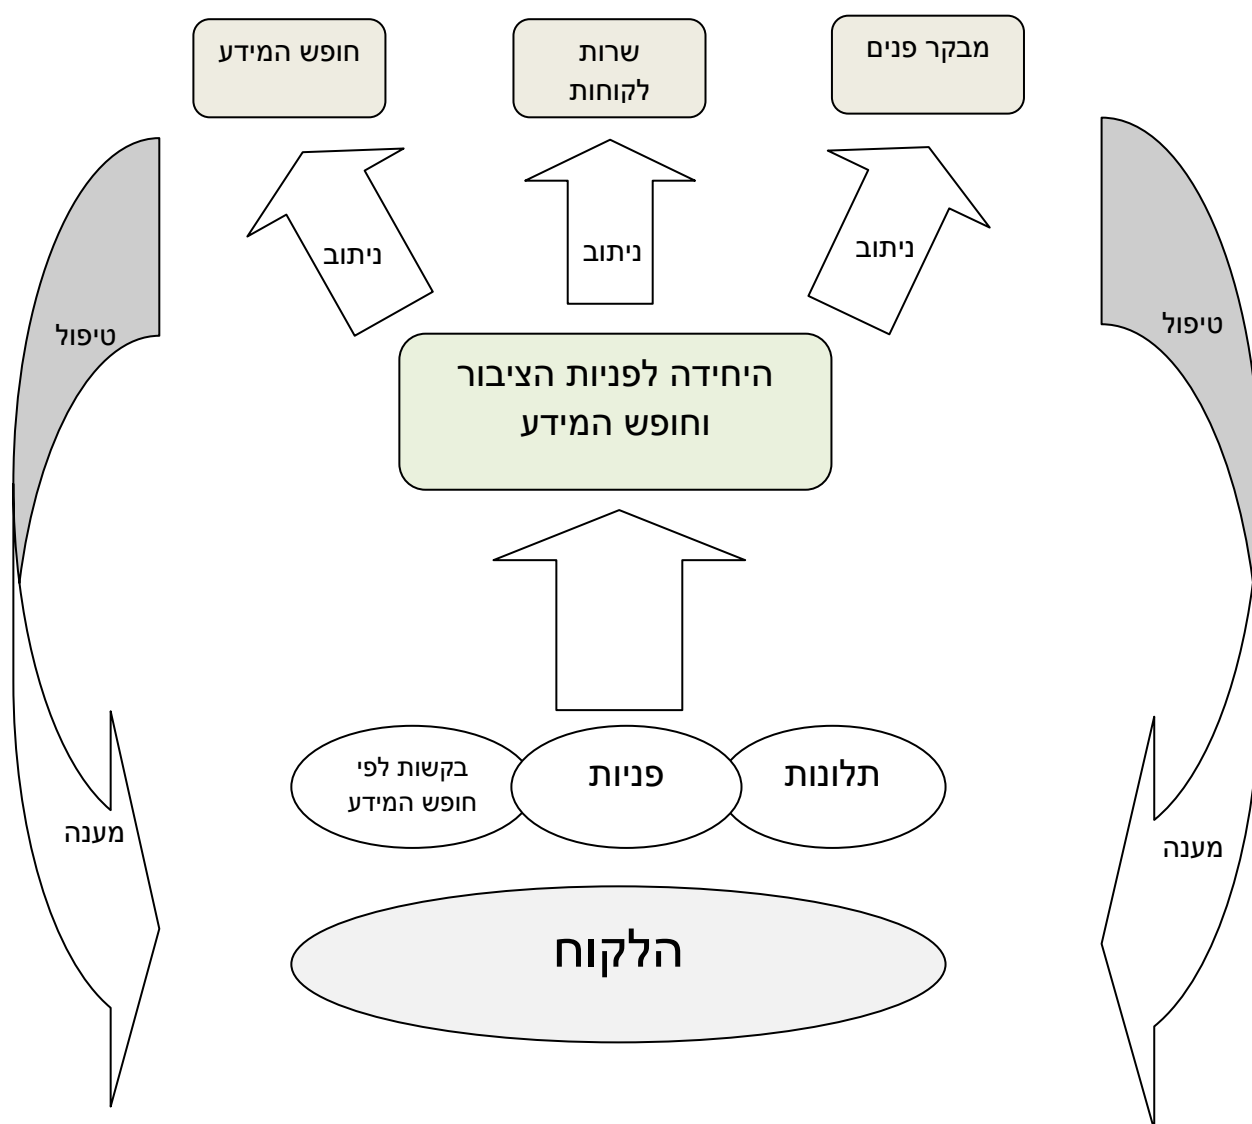 מבקר פנים
שרות
לקוחות
חופש המידע
ניתוב
ניתוב
ניתוב
טיפול
טיפול
היחידה לפניות הציבור
וחופש המידע
תלונות
פניות
בקשות לפי
חופש המידע
מענה
מענה
הלקוח